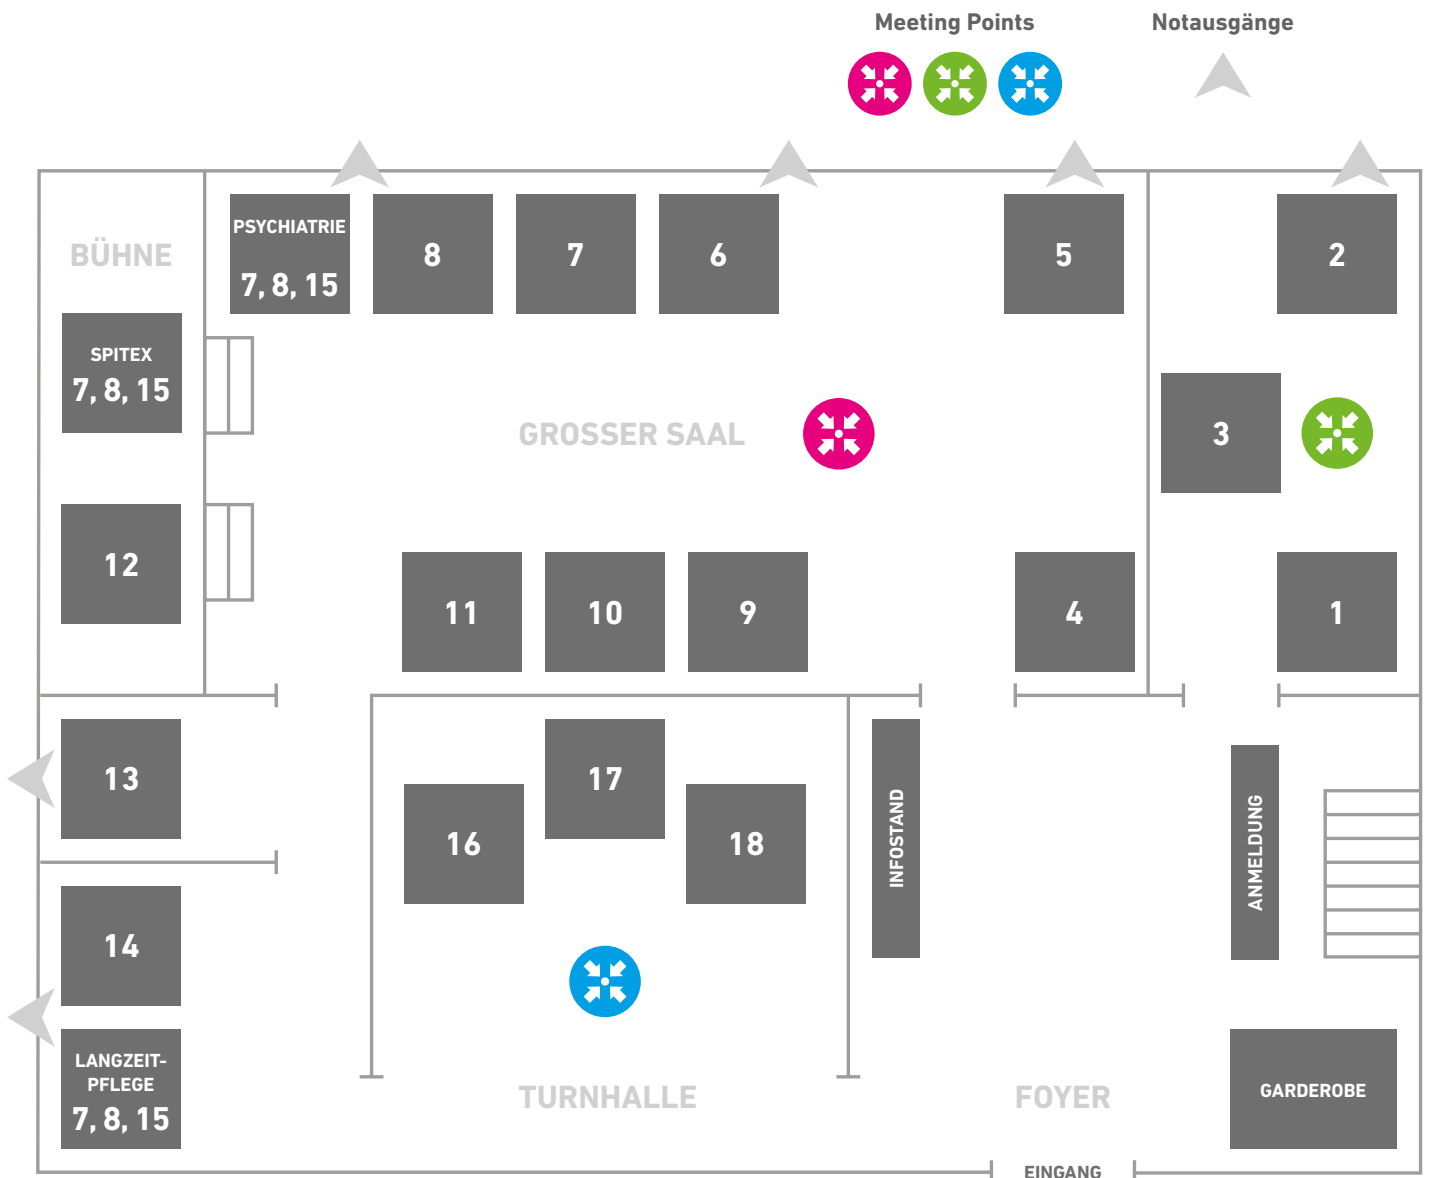 Meeting Points
Notausgänge
BÜHNE
PSYCHIATRIE
7, 8, 15
8
7
6
5
2
SPITEX
7, 8, 15
GROSSER SAAL
3
12
11
10
9
4
1
13
17
16
18
INFOSTAND
ANMELDUNG
14
LANGZEIT-
PFLEGE
7, 8, 15
TURNHALLE
FOYER
GARDEROBE
EINGANG